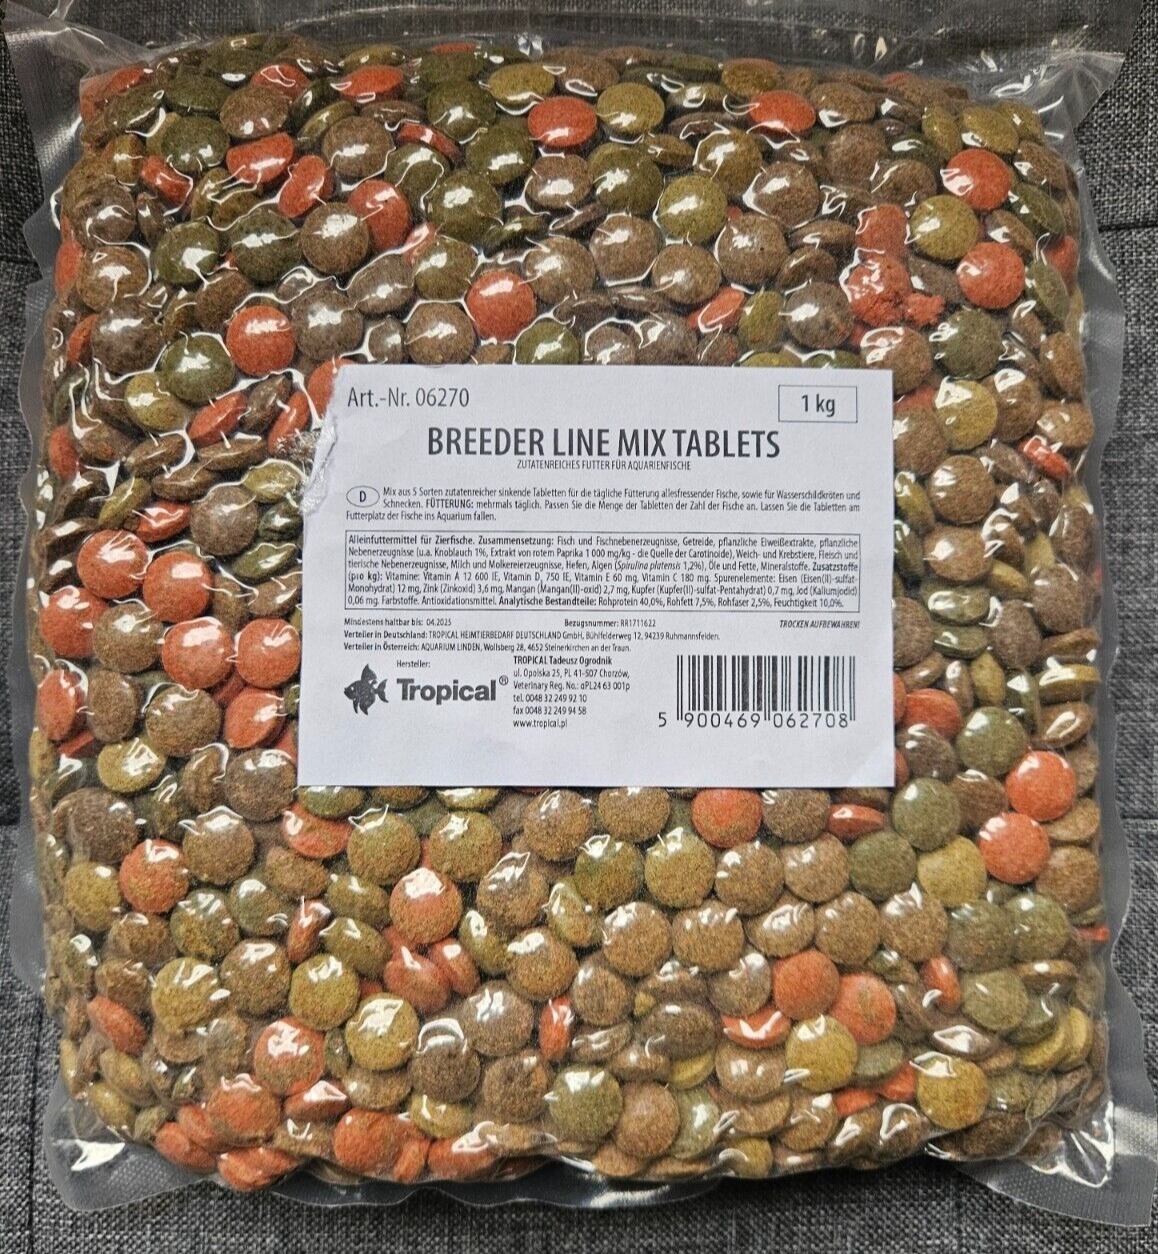 Art.-Nr. 06270
1 kg
BREEDER LINE MIX TABLETS
ZUTATENREICHES FUTTER FÜR AQUARIENFISCHE
D Mix aus 5 Sorten zutatenreicher sinkende Tabletten für die tägliche Fütterung allesfressender Fische, sowie für Wasserschildkröten und
Schnecken. FÜTTERUNG: mehrmals täglich. Passen Sie die Menge der Tabletten der Zahl der Fische an. Lassen Sie die Tabletten am
Futterplatz der Fische ins Aquarium fallen.
Alleinfuttermittel für Zierfische. Zusammensetzung: Fisch und Fischnebenerzeugnisse, Getreide, pflanzliche Eiweißextrakte, pflanzliche
Nebenerzeugnisse (u.a. Knoblauch 1%, Extrakt von rotem Paprika 1 000 mg/kg - die Quelle der Carotinoide), Weich- und Krebstiere, Fleisch und
tierische Nebenerzeugnisse, Milch und Molkereierzeugnisse, Hefen, Algen (Spirulina platensis 1,2%), Öle und Fette, Mineralstoffe. Zusatzstoffe
(pro kg): Vitamine: Vitamin A 12 600 IE, Vitamin D3 750 IE, Vitamin E 60 mg, Vitamin C 180 mg. Spurenelemente: Eisen (Eisen(II)-sulfat-
Monohydrat) 12 mg, Zink (Zinkoxid) 3,6 mg, Mangan (Mangan(II)-oxid) 2,7 mg, Kupfer (Kupfer(II)-sulfat-Pentahydrat) 0,7 mg, Jod (Kaliumjodid)
0,06 mg. Farbstoffe. Antioxidationsmittel. Analytische Bestandteile: Rohprotein 40,0%, Rohfett 7,5%, Rohfaser 2,5%, Feuchtigkeit 10,0%.
Mindestens haltbar bis: 04.2025 Bezugsnummer: RR1711622 TROCKEN AUFBEWAHREN!
Verteiler in Deutschland: TROPICAL HEIMTIERBEDARF DEUTSCHLAND GmbH, Bühlfelderweg 12, 94239 Ruhmannsfelden.
Verteiler in Österreich: AQUARIUM LINDEN, Wollsberg 28, 4652 Steinerkirchen an der Traun.
Hersteller:
Tropical®
TROPICAL Tadeusz Ogrodnik
ul. Opolska 25, PL 41-507 Chorzów,
Veterinary Reg. No.: αPL24 63 001p
tel. 0048 32 249 92 10
fax 0048 32 249 94 58
www.tropical.pl
5 900469 062708